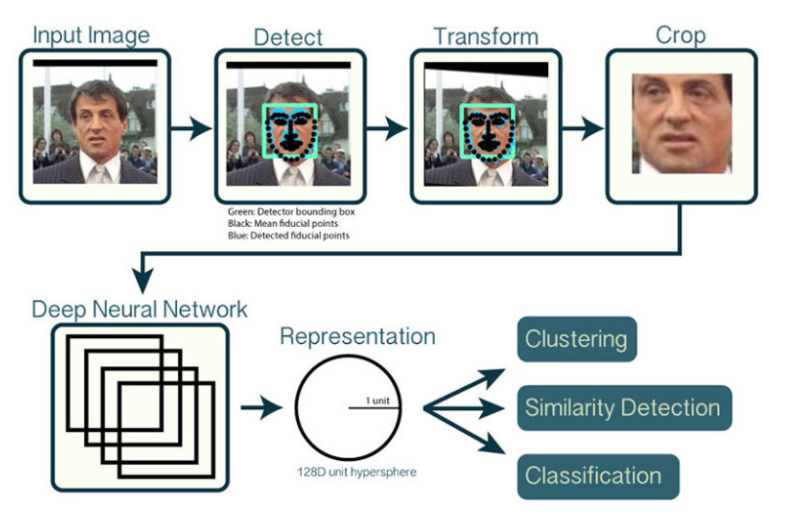 Input Image
Detect
Transform
Crop
Green: Detector bounding box
Black: Mean fiducial points
Blue: Detected fiducial points
Deep Neural Network
Representation
1 unit
128D unit hypersphere
Clustering
Similarity Detection
Classification